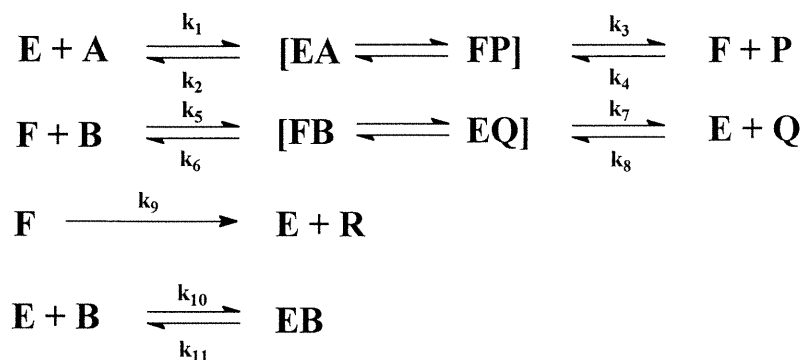 k₁ k₃
E + A ⇌ [EA ⇌ FP] ⇌ F + P
k₂ k₄
k₅ k₇
F + B ⇌ [FB ⇌ EQ] ⇌ E + Q
k₆ k₈
k₉
F ⟶ E + R
k₁₀
E + B ⇌ EB
k₁₁